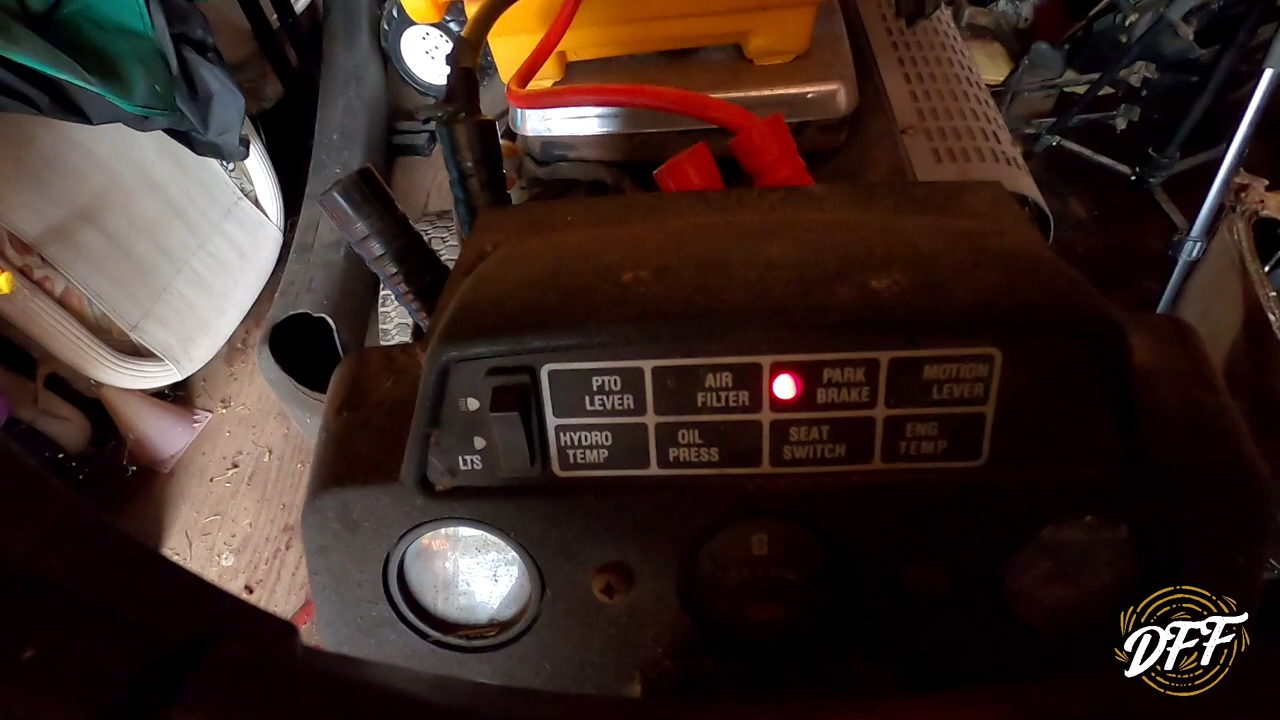 PTO
LEVER
AIR
FILTER
PARK
BRAKE
MOTION
LEVER
HYDRO
TEMP
OIL
PRESS
SEAT
SWITCH
ENG
TEMP
LTS
DFF